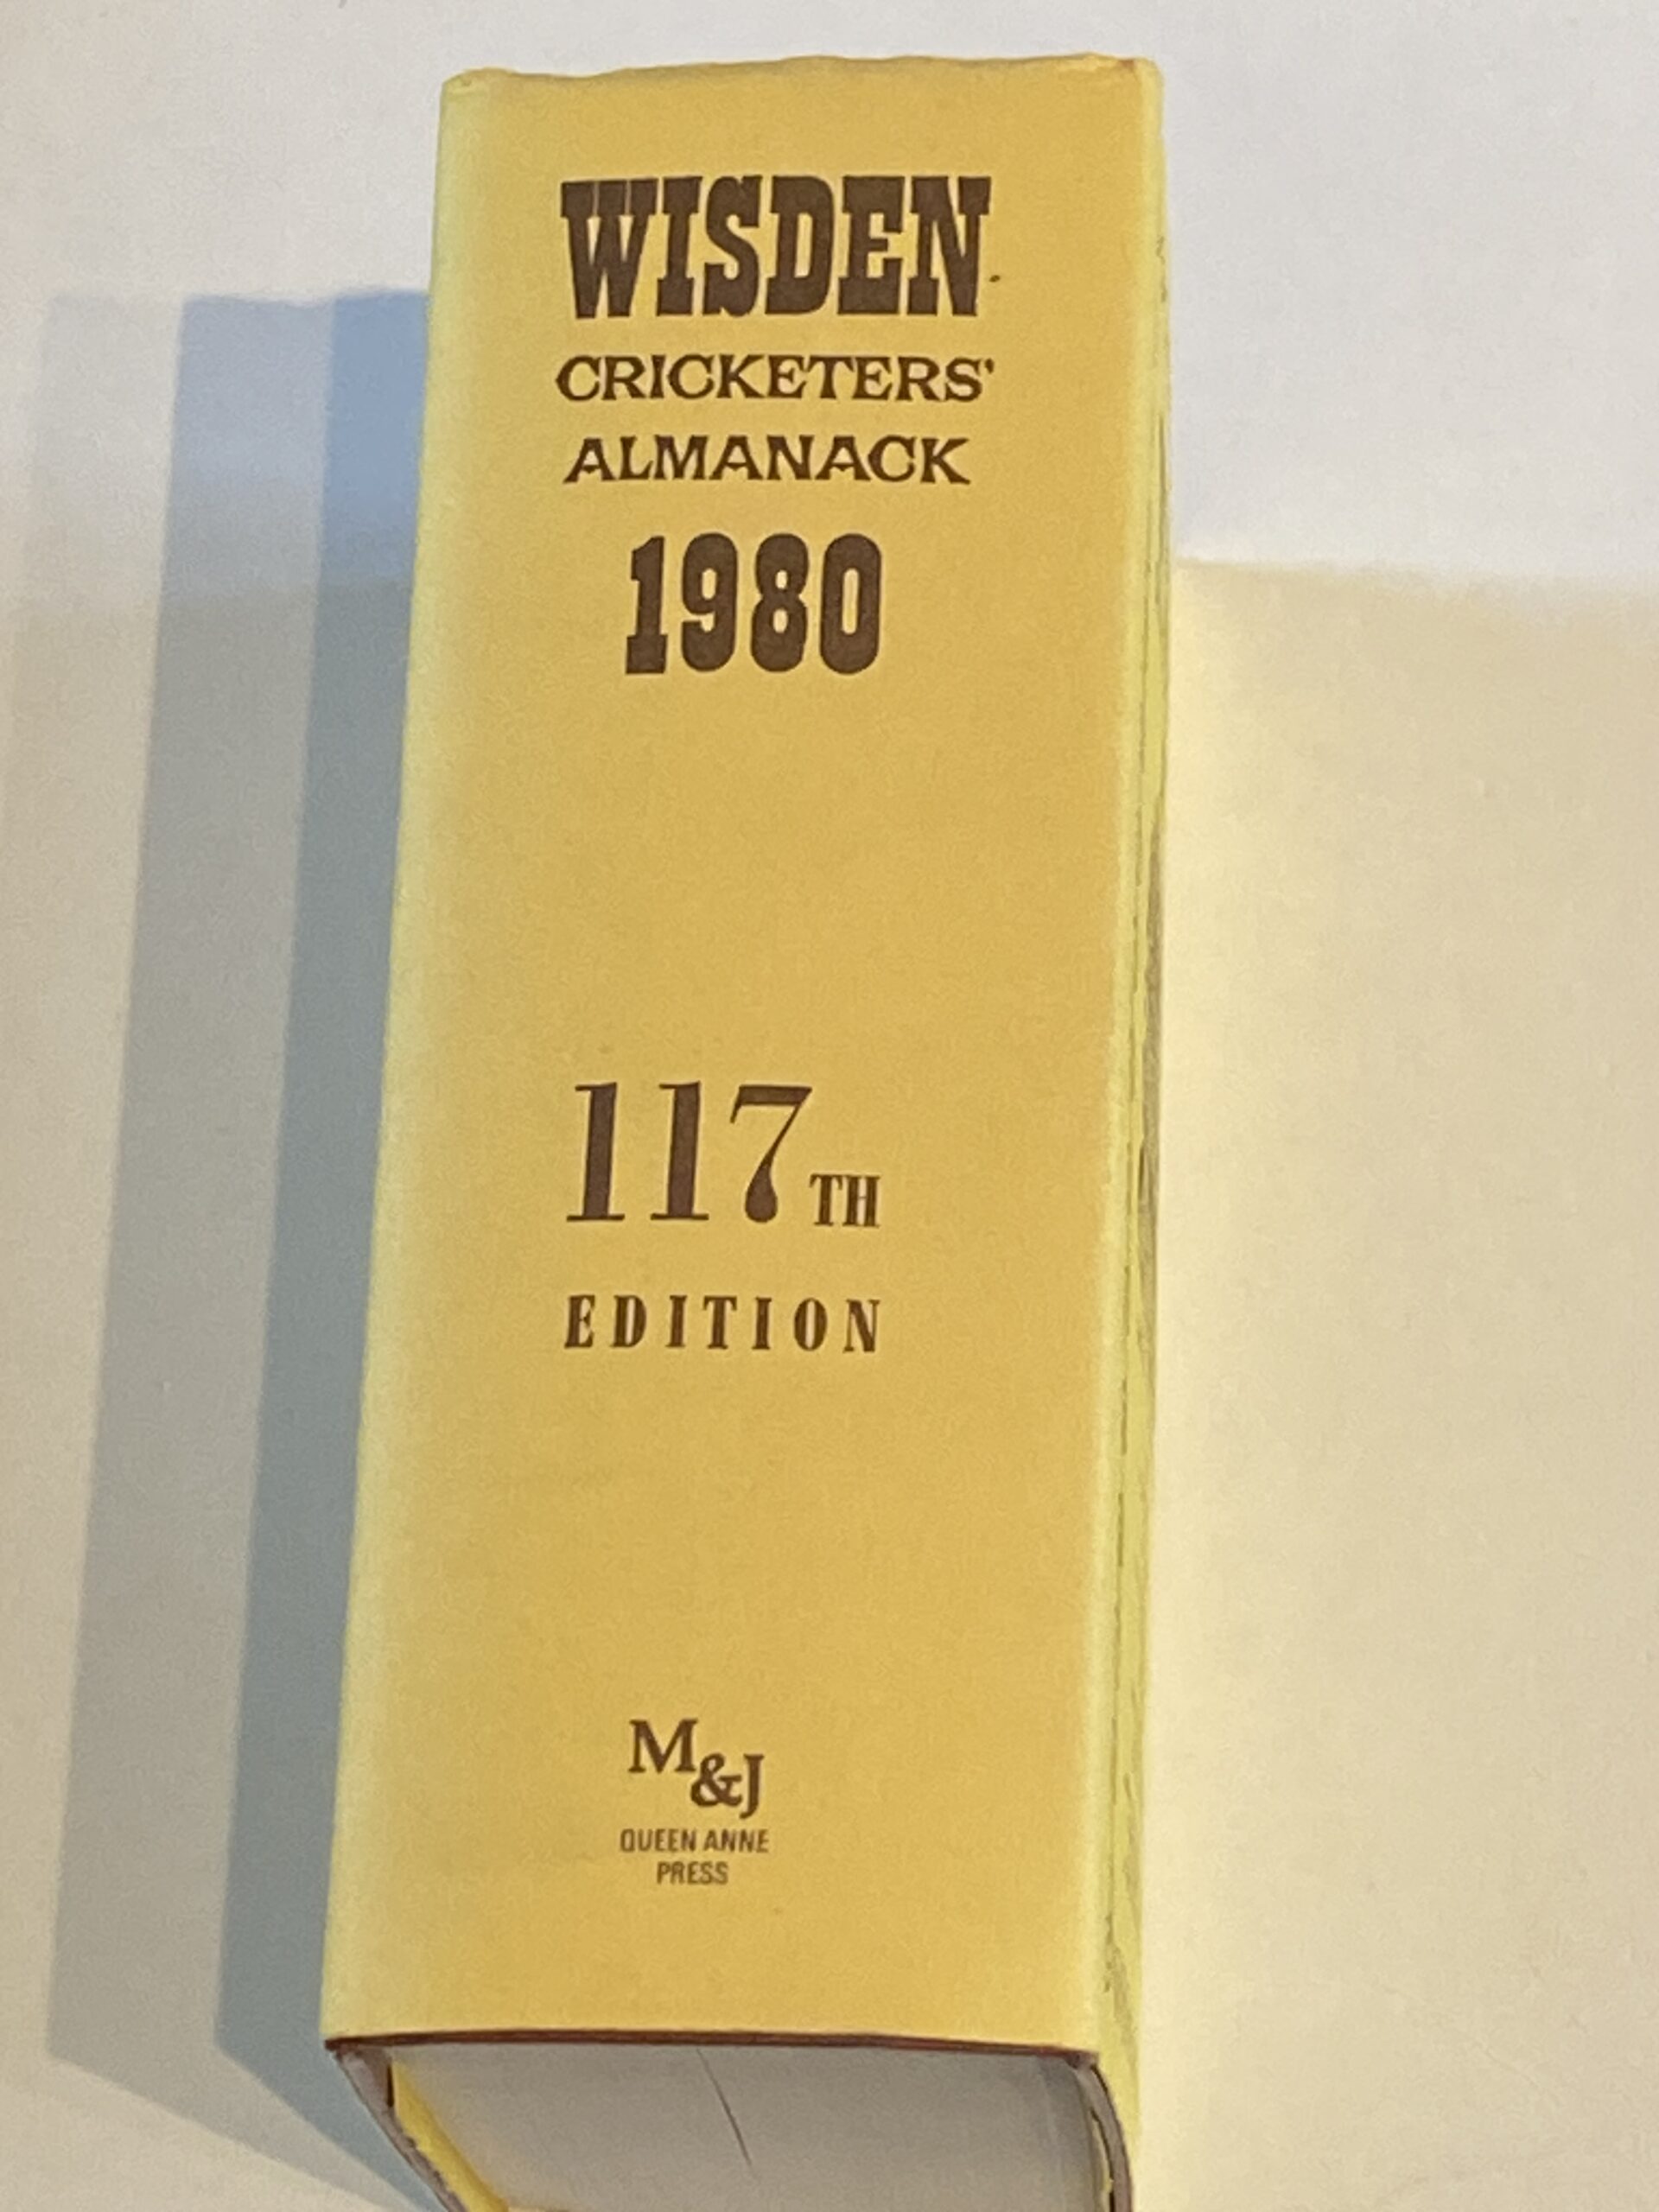 WISDEN
CRICKETERS'
ALMANACK
1980
117TH
EDITION
M&J
QUEEN ANNE
PRESS